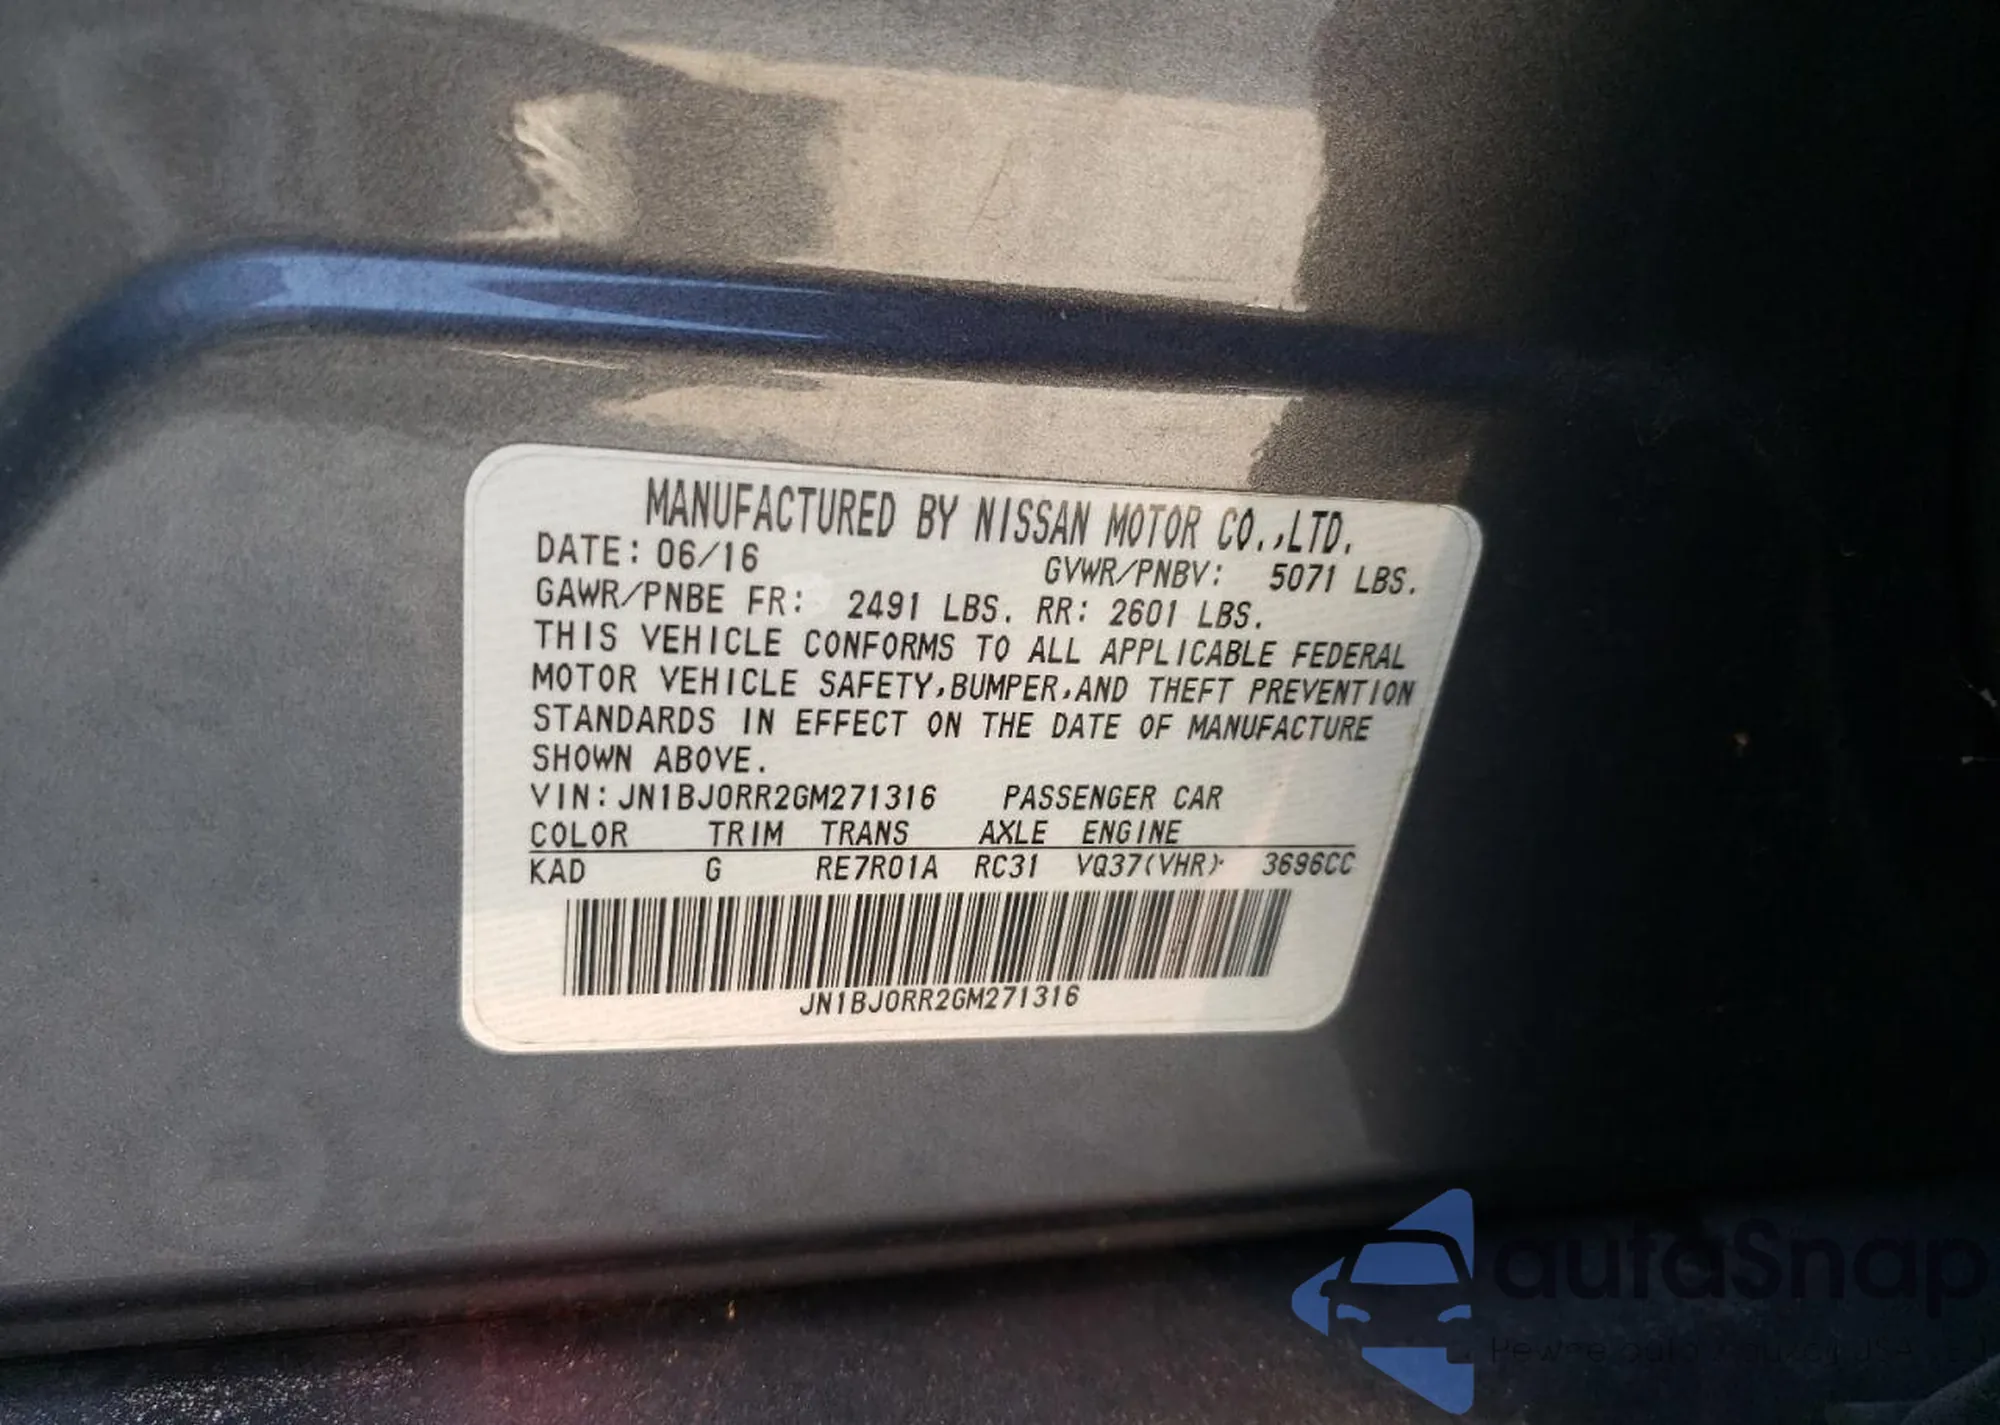 MANUFACTURED BY NISSAN MOTOR CO.,LTD.
DATE: 06/16 GVWR/PNBV: 5071 LBS.
GAWR/PNBE FR: 2491 LBS. RR: 2601 LBS.
THIS VEHICLE CONFORMS TO ALL APPLICABLE FEDERAL
MOTOR VEHICLE SAFETY,BUMPER,AND THEFT PREVENTION
STANDARDS IN EFFECT ON THE DATE OF MANUFACTURE
SHOWN ABOVE.
VIN: JN1BJ0RR2GM271316 PASSENGER CAR
COLOR TRIM TRANS AXLE ENGINE
KAD G RE7R01A RC31 VQ37(VHR) 3696CC
JN1BJ0RR2GM271316
autaSnap
Pewne auta